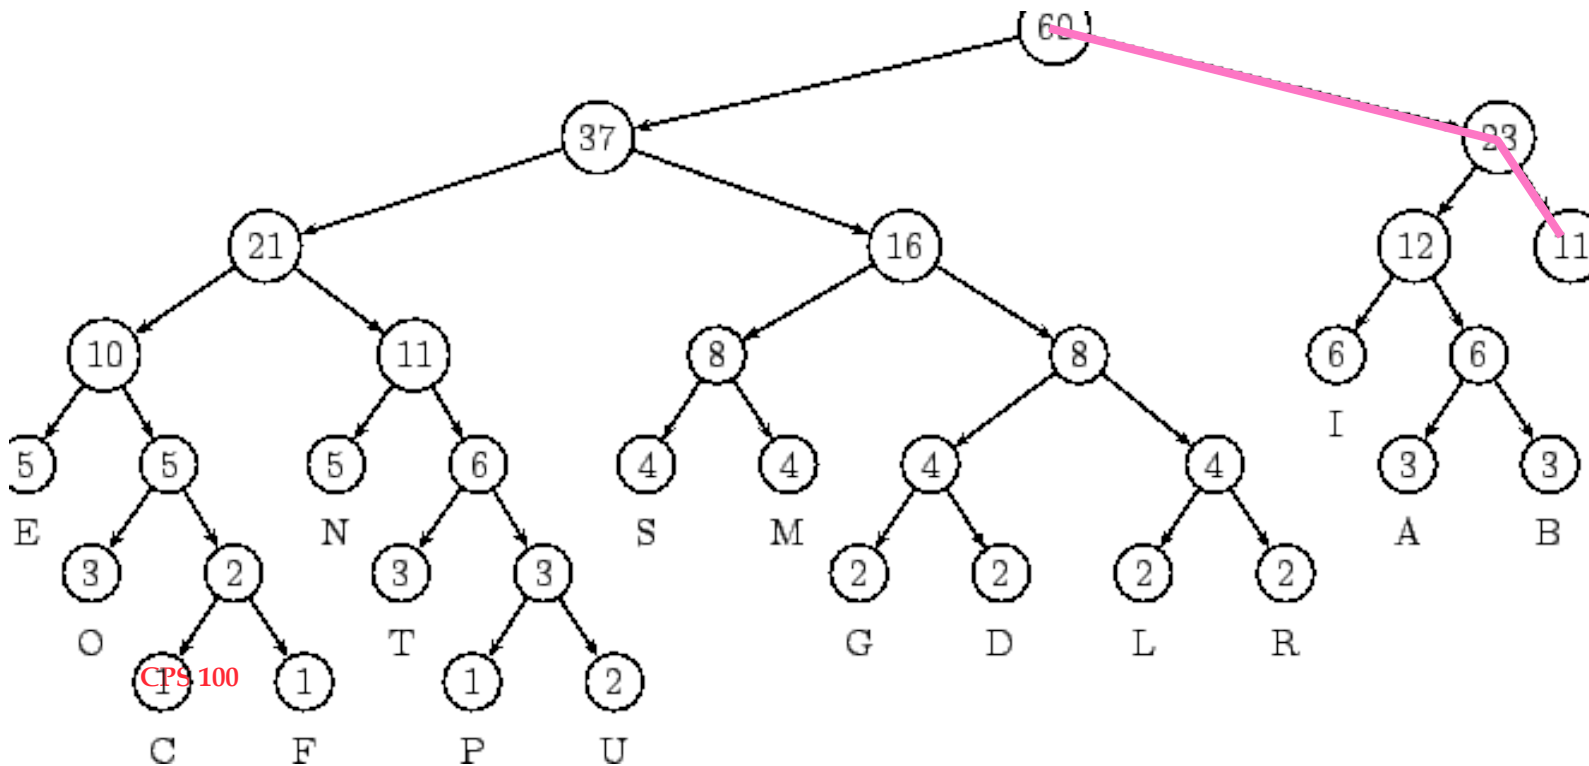 60
37 23
21 16 12 11
10 11 8 8 6 6
I
5 5 5 6 4 4 4 4 3 3
E N S M A B
3 2 3 3 2 2 2 2
O T G D L R
1 1 1 2
CPS 100
C F P U